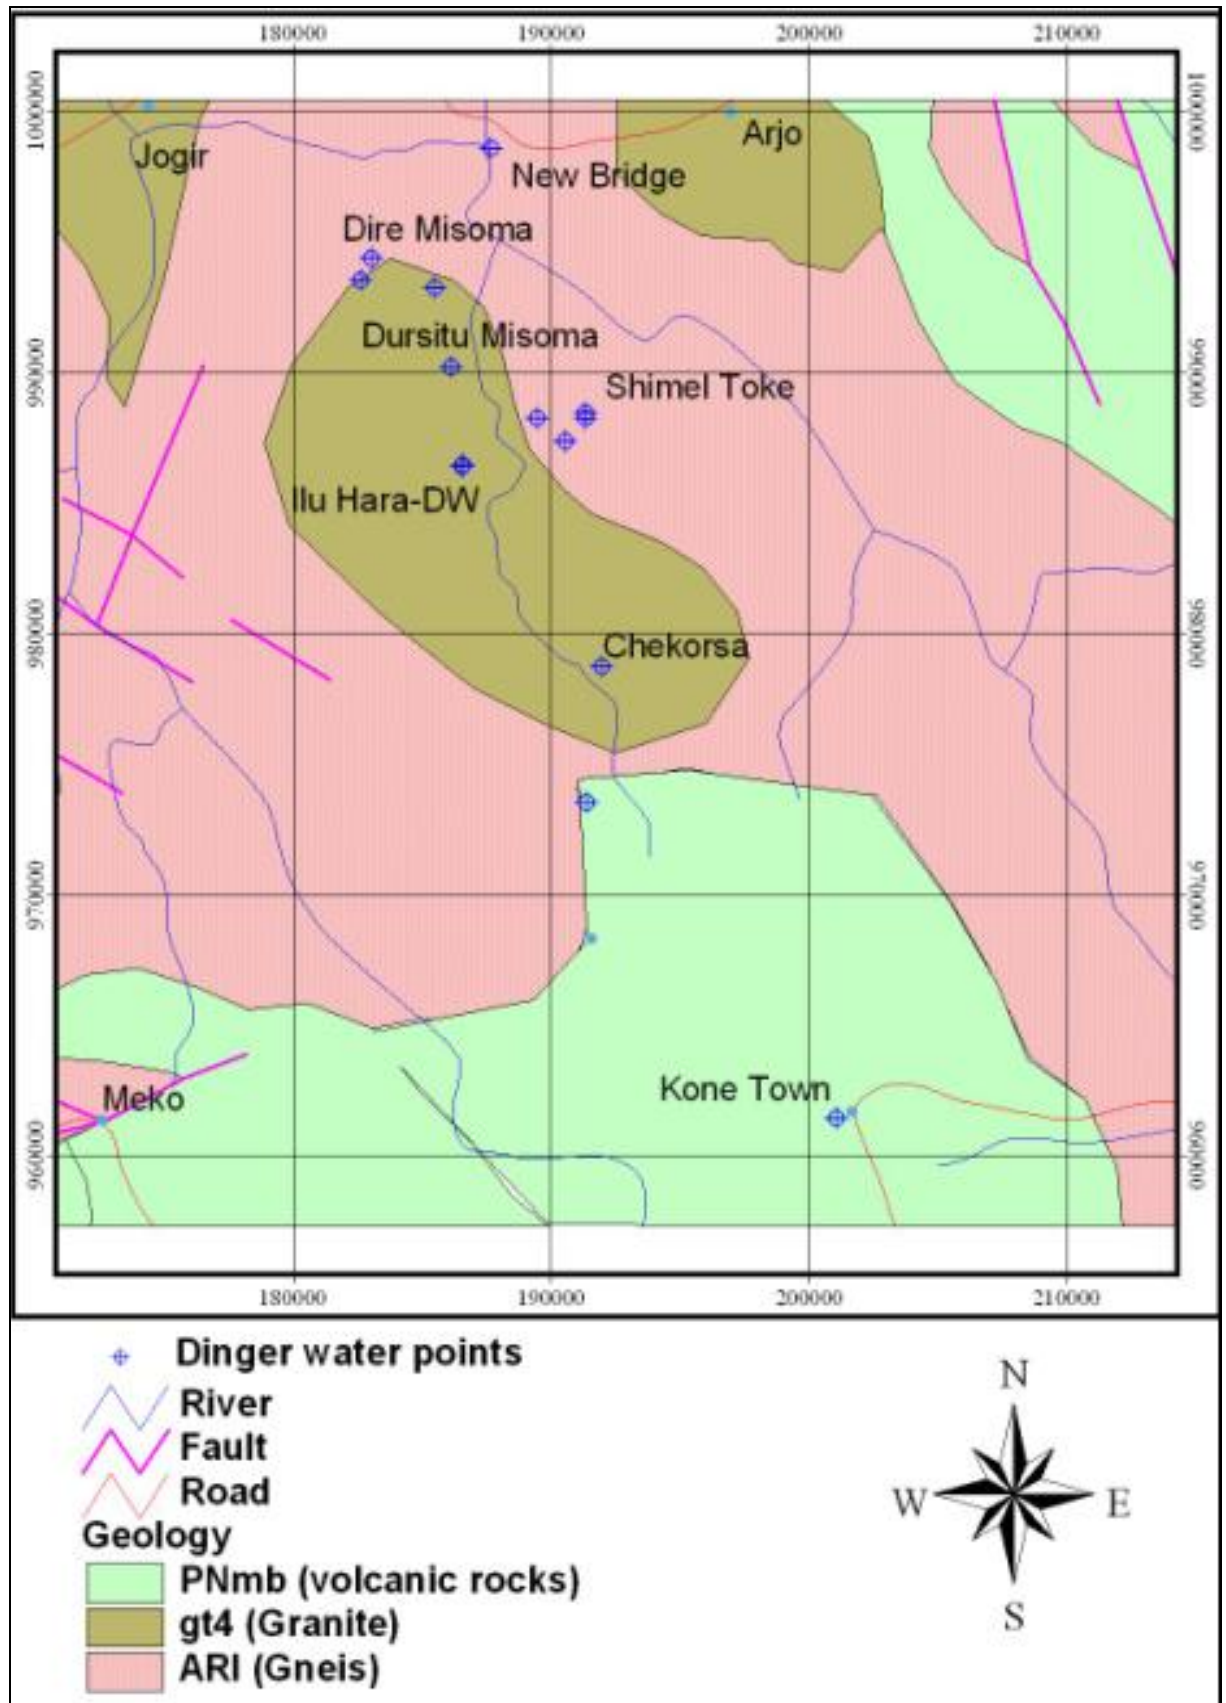 180000 190000 200000 210000
1000000 1000000
Arjo
Jogir
New Bridge
Dire Misoma
Dursitu Misoma
990000 990000
Shimel Toke
Ilu Hara-DW
980000 980000
Chekorsa
970000 970000
Kone Town
Meko
960000 960000
180000 190000 200000 210000
Dinger water points
River
Fault
Road
Geology
PNmb (volcanic rocks)
gt4 (Granite)
ARI (Gneis)
N
W E
S